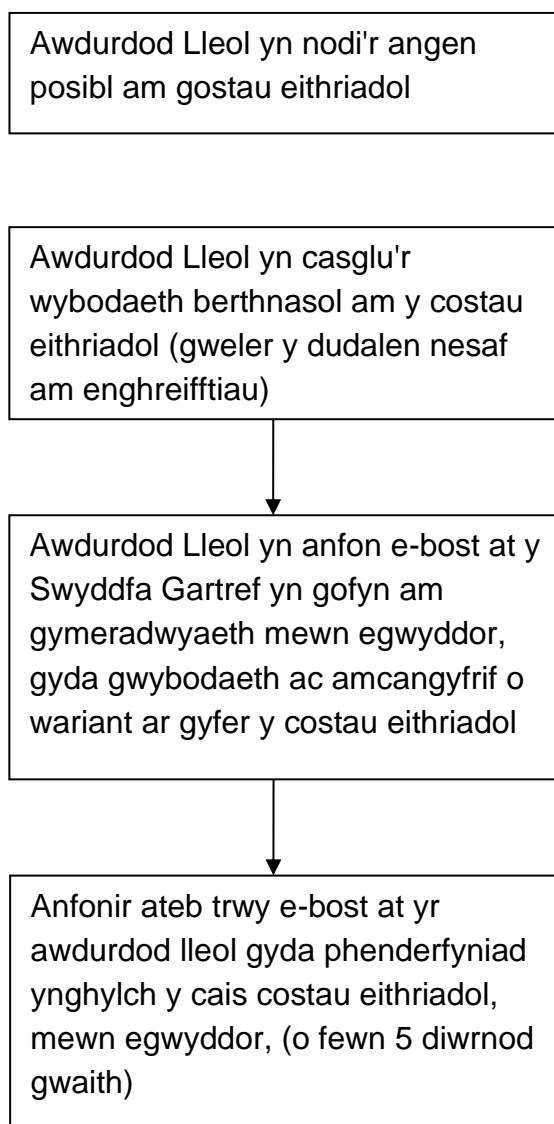 Awdurdod Lleol yn nodi'r angen
posibl am gostau eithriadol
Awdurdod Lleol yn casglu'r
wybodaeth berthnasol am y costau
eithriadol (gweler y dudalen nesaf
am enghreifftiau)
Awdurdod Lleol yn anfon e-bost at y
Swyddfa Gartref yn gofyn am
gymeradwyaeth mewn egwyddor,
gyda gwybodaeth ac amcangyfrif o
wariant ar gyfer y costau eithriadol
Anfonir ateb trwy e-bost at yr
awdurdod lleol gyda phenderfyniad
ynghylch y cais costau eithriadol,
mewn egwyddor, (o fewn 5 diwrnod
gwaith)